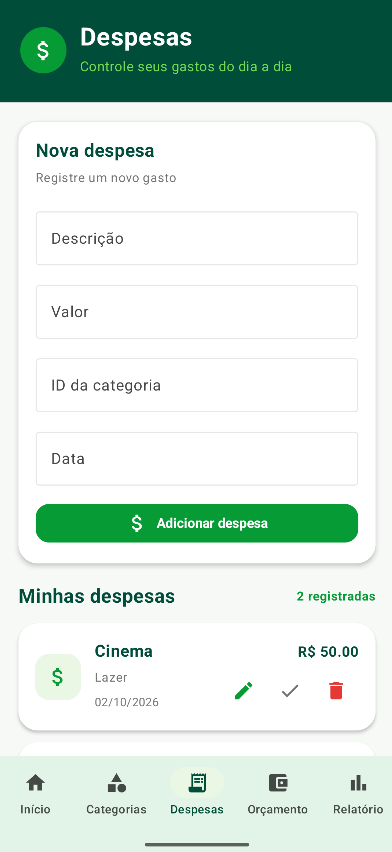 Despesas
Controle seus gastos do dia a dia
Nova despesa
Registre um novo gasto
Descrição
Valor
ID da categoria
Data
$ Adicionar despesa
Minhas despesas
2 registradas
Cinema
R$ 50.00
Lazer
02/10/2026
Início
Categorias
Despesas
Orçamento
Relatório